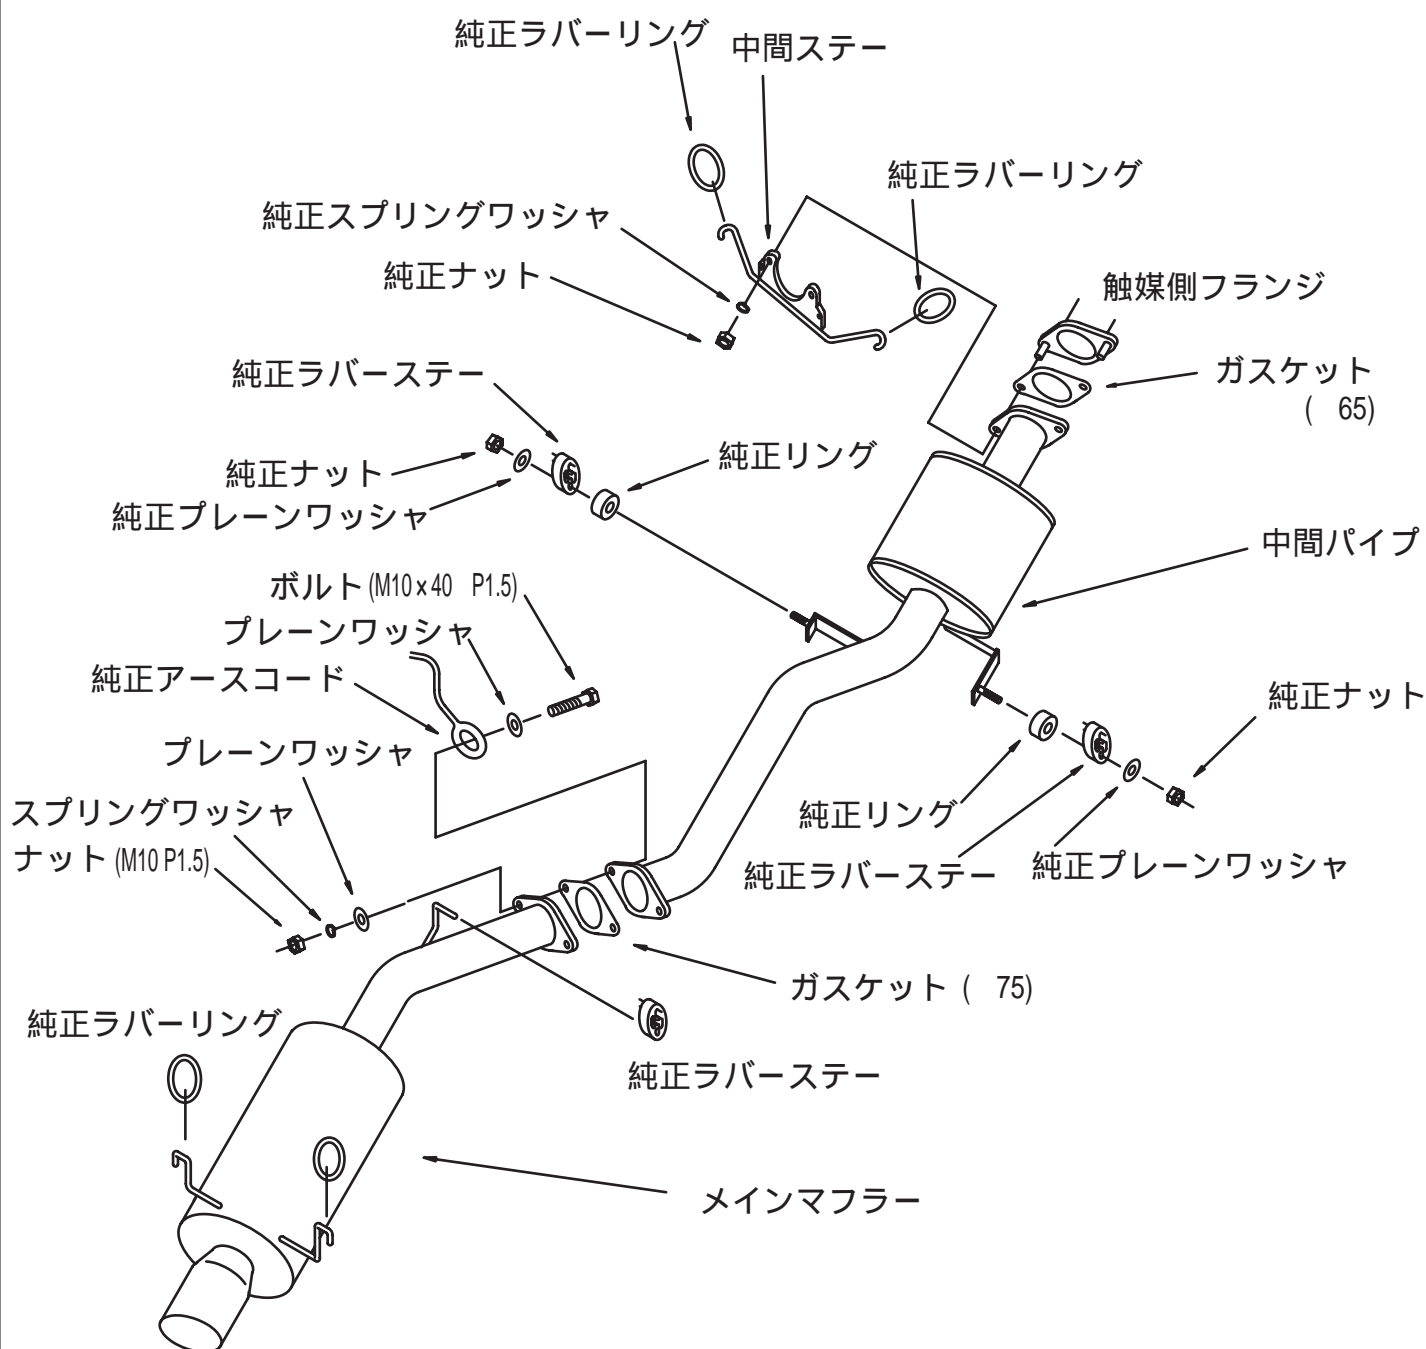 純正ラバーリング
中間ステー
純正ラバーリング
純正スプリングワッシャ
純正ナット
触媒側フランジ
ガスケット
(　65)
純正ラバーステー
純正リング
純正ナット
純正プレーンワッシャ
中間パイプ
ボルト(M10×40　P1.5)
プレーンワッシャ
純正アースコード
純正ナット
プレーンワッシャ
スプリングワッシャ
純正リング
ナット(M10 P1.5)
純正ラバーステー
純正プレーンワッシャ
ガスケット (　75)
純正ラバーリング
純正ラバーステー
メインマフラー